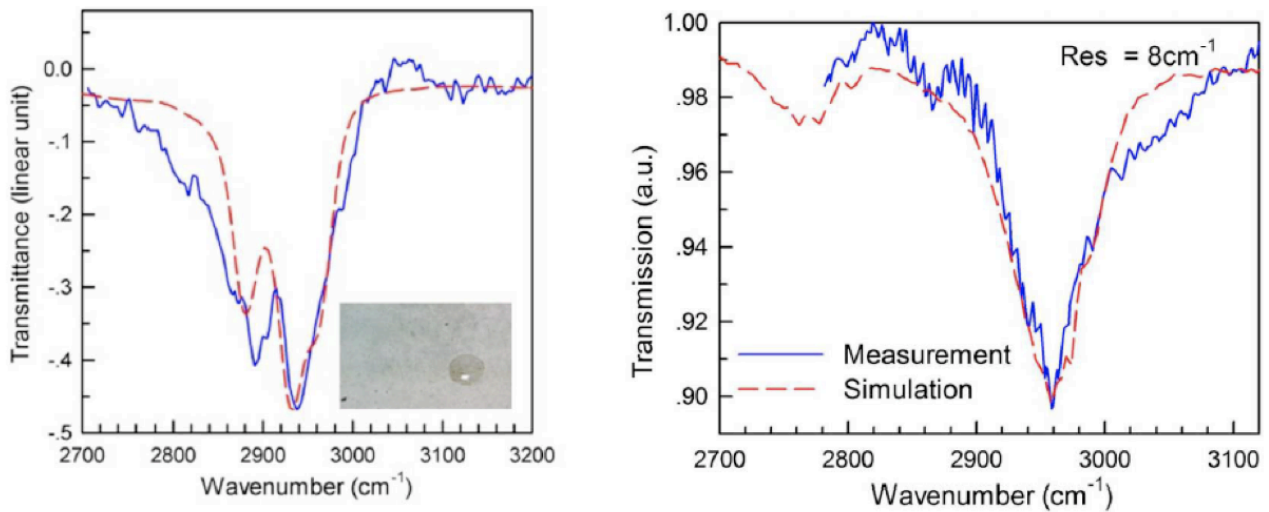 Transmittance (linear unit)
0.0
-.1
-.2
-.3
-.4
-.5
2700 2800 2900 3000 3100 3200
Wavenumber (cm⁻¹)
Transmission (a.u.)
1.00
.98
.96
.94
.92
.90
Res = 8cm⁻¹
Measurement
Simulation
2700 2800 2900 3000 3100
Wavenumber (cm⁻¹)